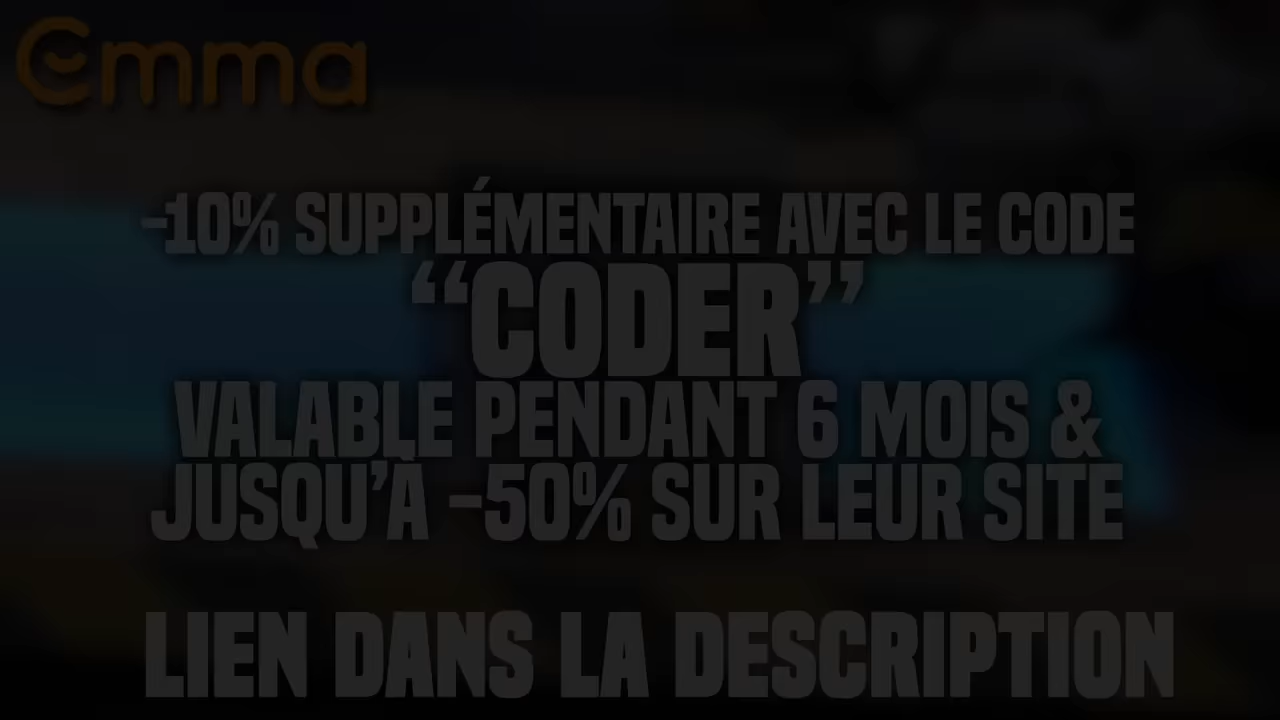 emma
-10% SUPPLÉMENTAIRE AVEC LE CODE
“CODER”
VALABLE PENDANT 6 MOIS &
JUSQU’À -50% SUR LEUR SITE
LIEN DANS LA DESCRIPTION